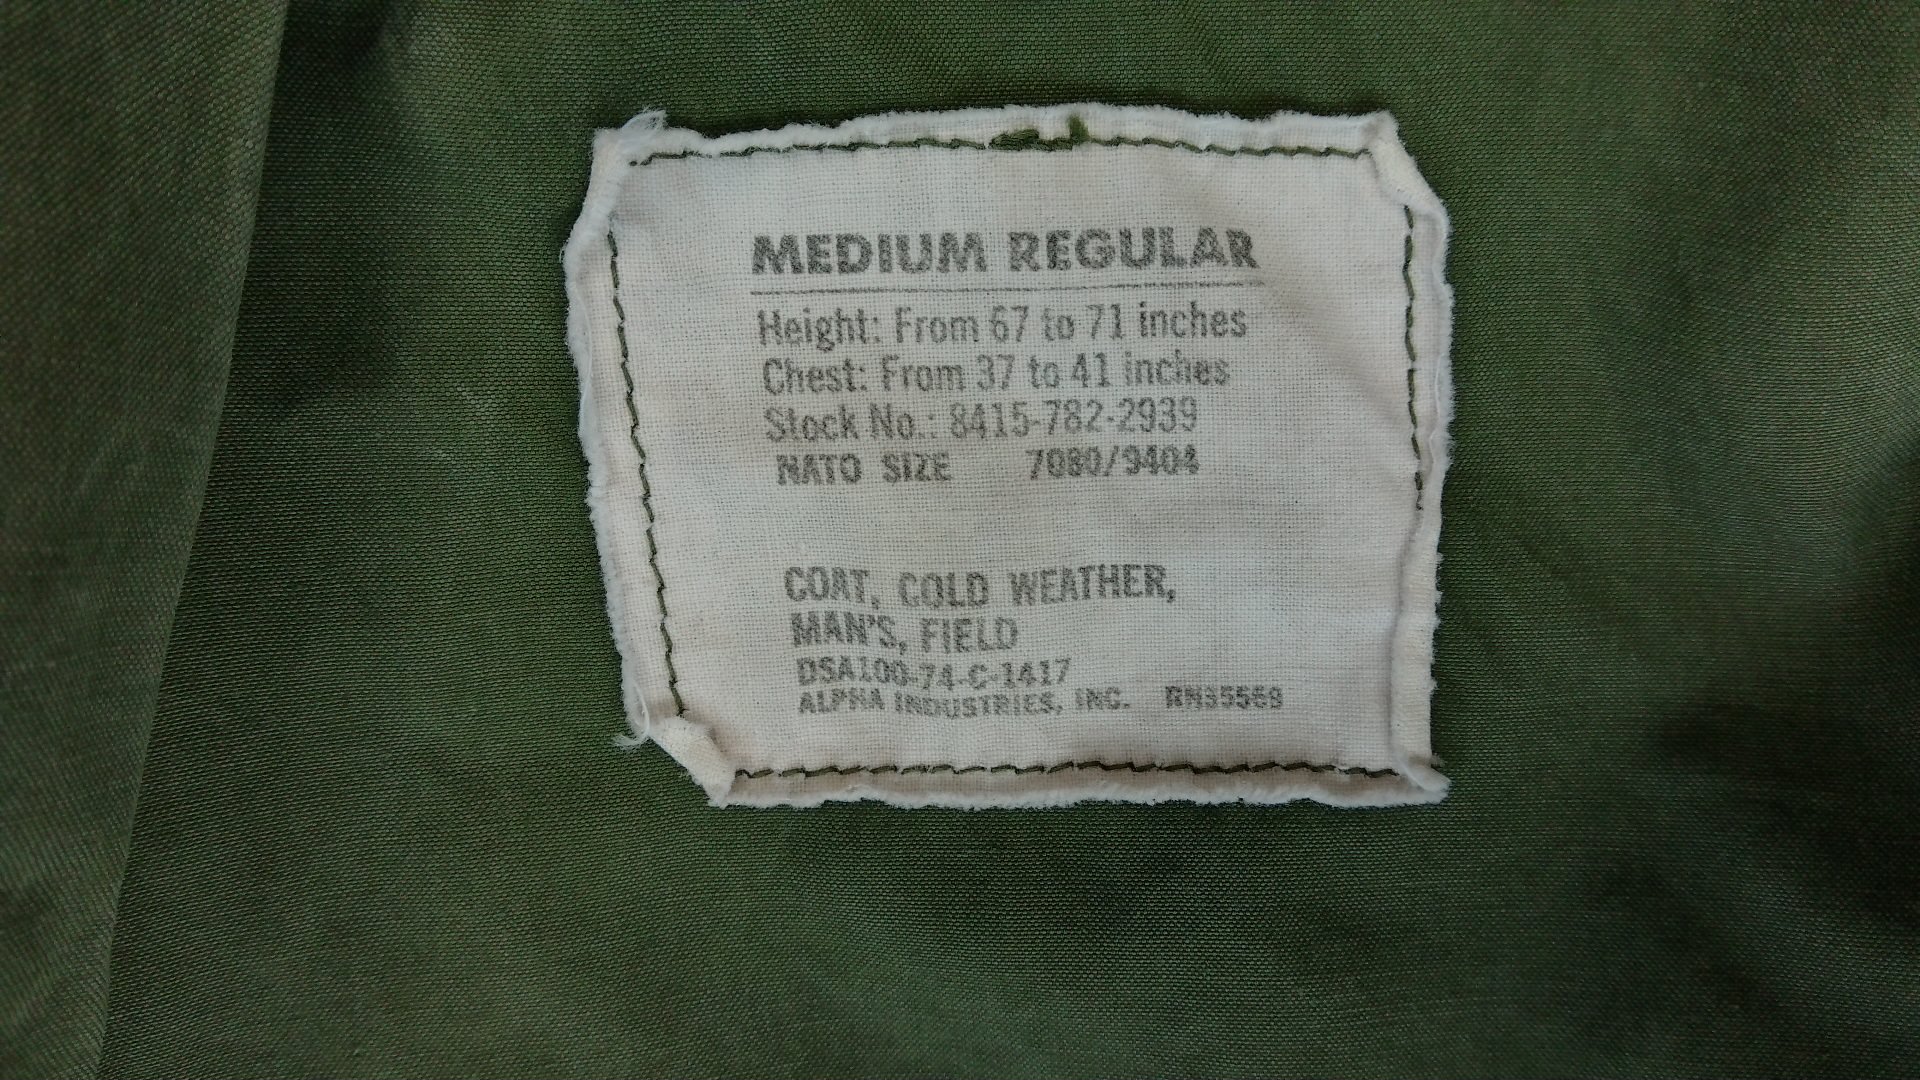 MEDIUM REGULAR
Height: From 67 to 71 inches
Chest: From 37 to 41 inches
Stock No.: 8415-782-2939
NATO SIZE 7080/9404
COAT, COLD WEATHER,
MAN'S, FIELD
DSA100-74-C-1417
ALPHA INDUSTRIES, INC. RN35569